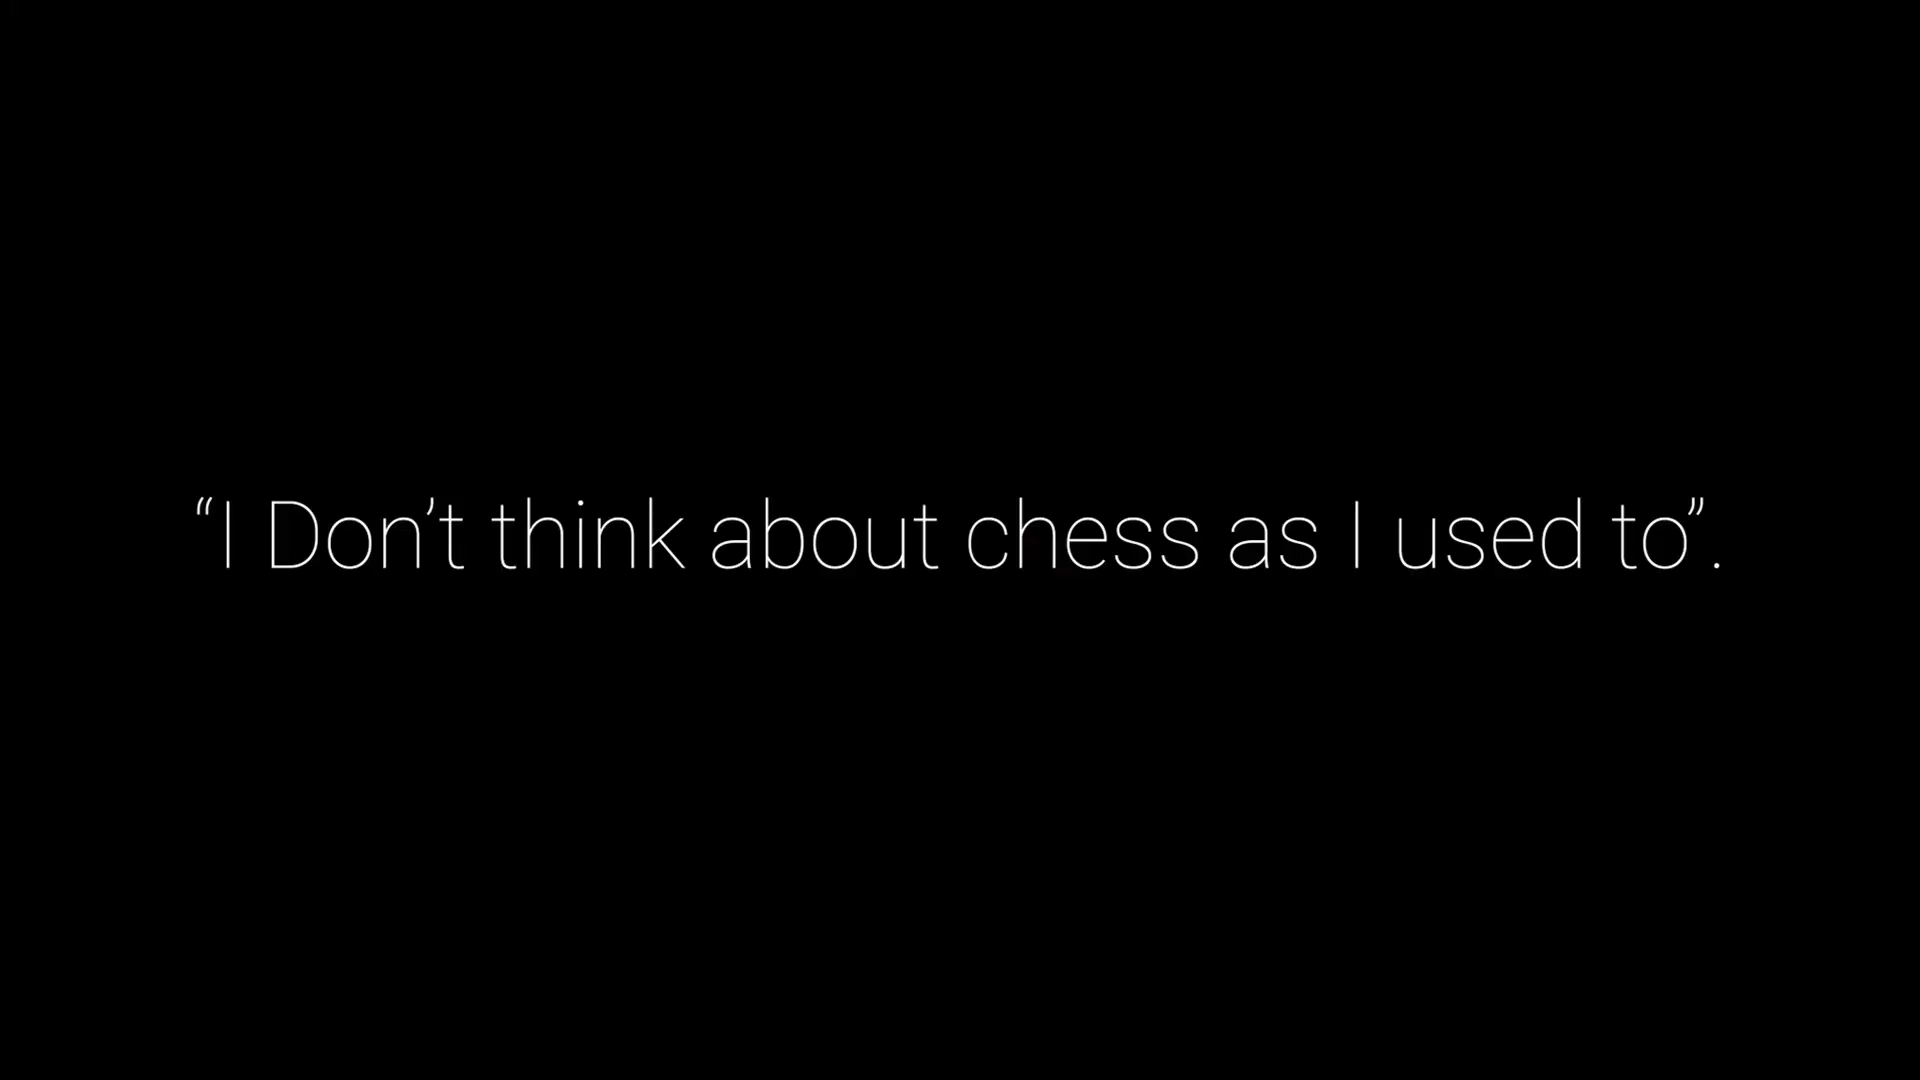 “I Don’t think about chess as I used to”.